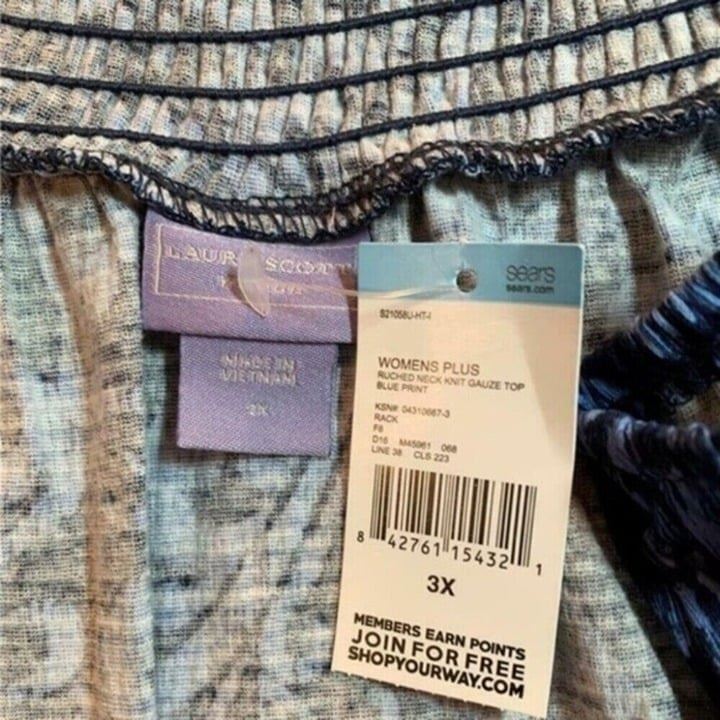 LAURA SCOTT
MADE IN
VIETNAM
sears
sears.com
S21058U-HT-I
WOMENS PLUS
RUCHED NECK KNIT GAUZE TOP
BLUE PRINT
KSN# 04310667-3
RACK
F8
D16 M45961 068
LINE 38 CLS 223
8 42761 15432 1
3X
MEMBERS EARN POINTS
JOIN FOR FREE
SHOPYOURWAY.COM